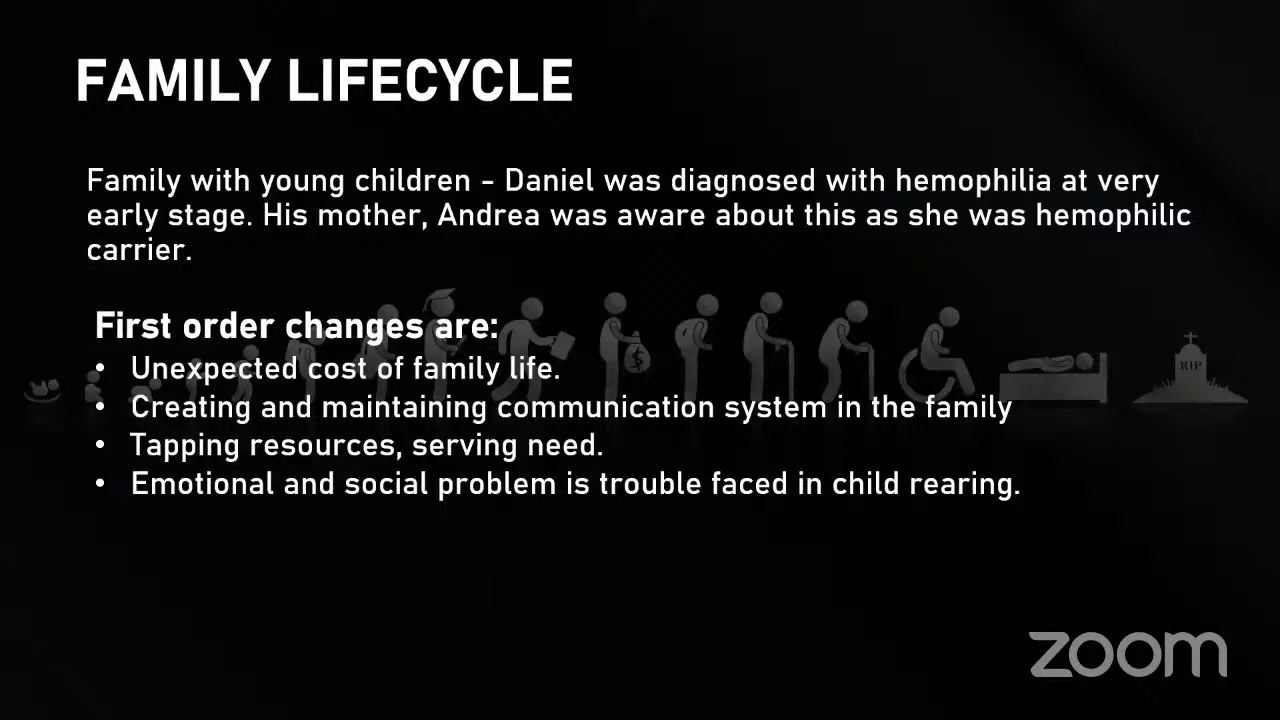 FAMILY LIFECYCLE
Family with young children - Daniel was diagnosed with hemophilia at very
early stage. His mother, Andrea was aware about this as she was hemophilic
carrier.
First order changes are:
• Unexpected cost of family life.
• Creating and maintaining communication system in the family
• Tapping resources, serving need.
• Emotional and social problem is trouble faced in child rearing.
$
RIP
zoom